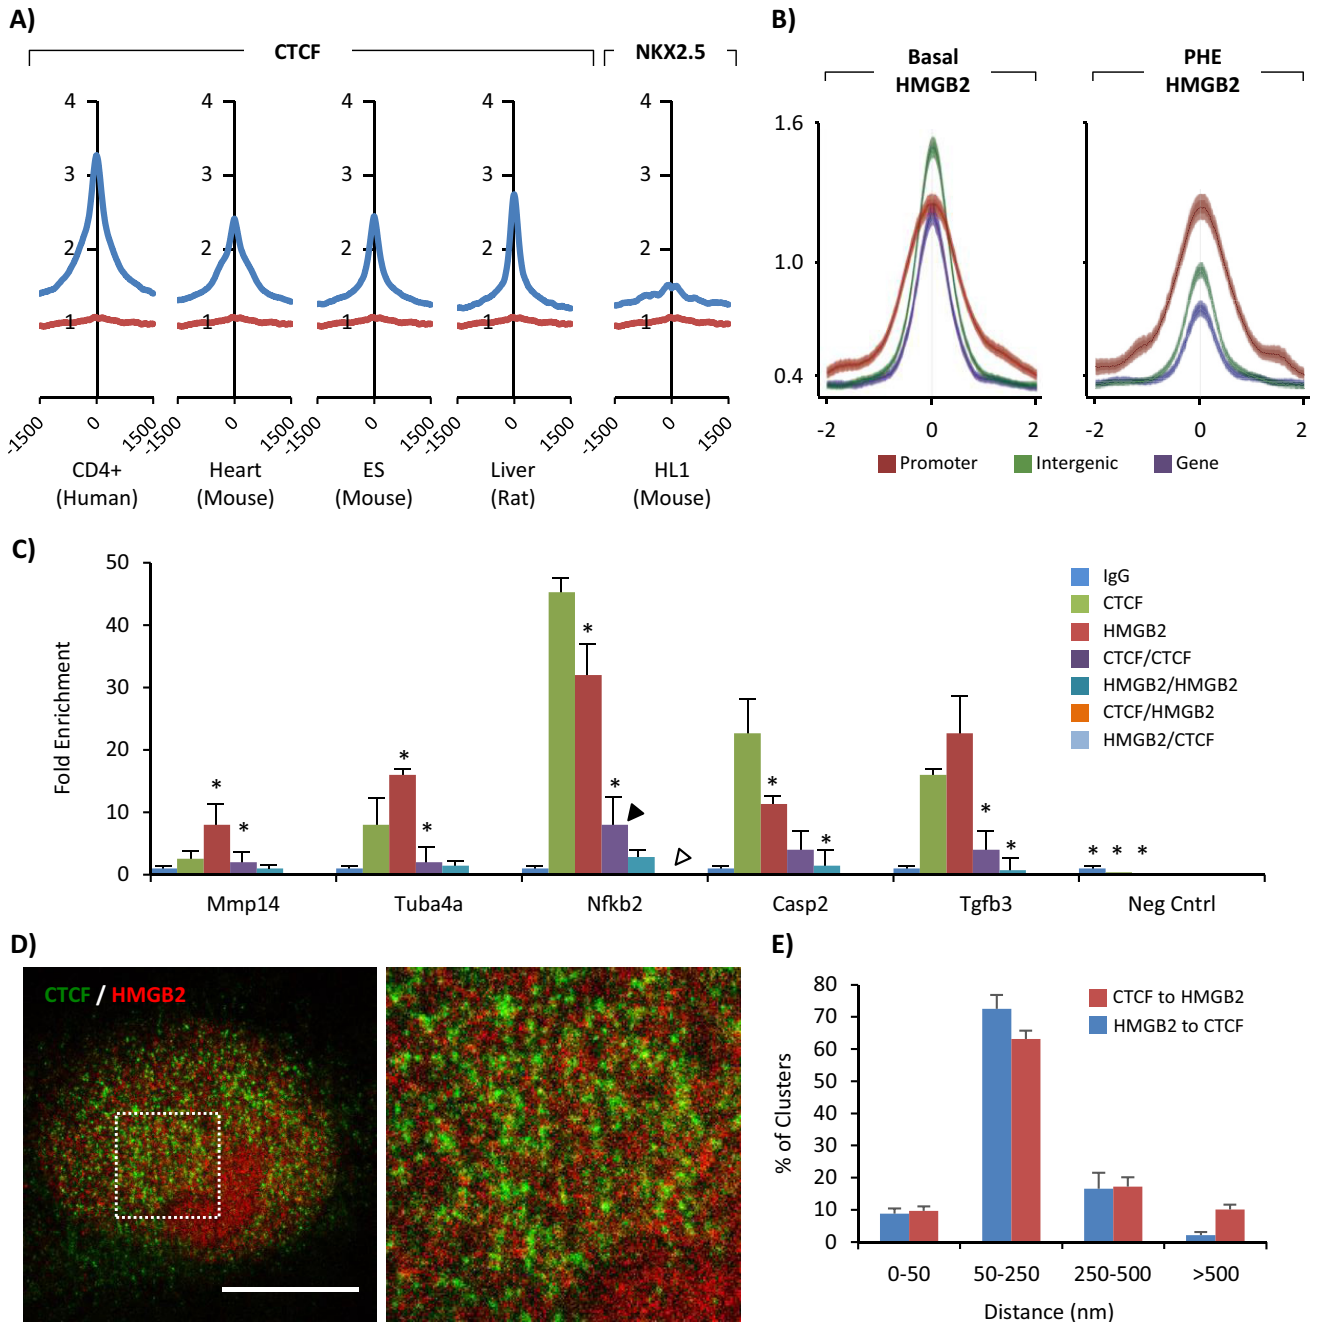 A)
CTCF
NKX2.5
4 4 4 4 4
3 3 3 3 3
2 2 2 2 2
1 1 1 1 1
-1500 0 1500 -1500 0 1500 -1500 0 1500 -1500 0 1500 -1500 0 1500
CD4+ Heart ES Liver HL1
(Human) (Mouse) (Mouse) (Rat) (Mouse)
B)
Basal
HMGB2
PHE
HMGB2
1.6
1.0
0.4
-2 0 2 -2 0 2
Promoter Intergenic Gene
C)
Fold Enrichment
50
40
30
20
10
0
* * * * * * * * * * * * *
Mmp14 Tuba4a Nfkb2 Casp2 Tgfb3 Neg Cntrl
IgG
CTCF
HMGB2
CTCF/CTCF
HMGB2/HMGB2
CTCF/HMGB2
HMGB2/CTCF
D)
CTCF / HMGB2
E)
% of Clusters
80
70
60
50
40
30
20
10
0
CTCF to HMGB2
HMGB2 to CTCF
0-50 50-250 250-500 >500
Distance (nm)